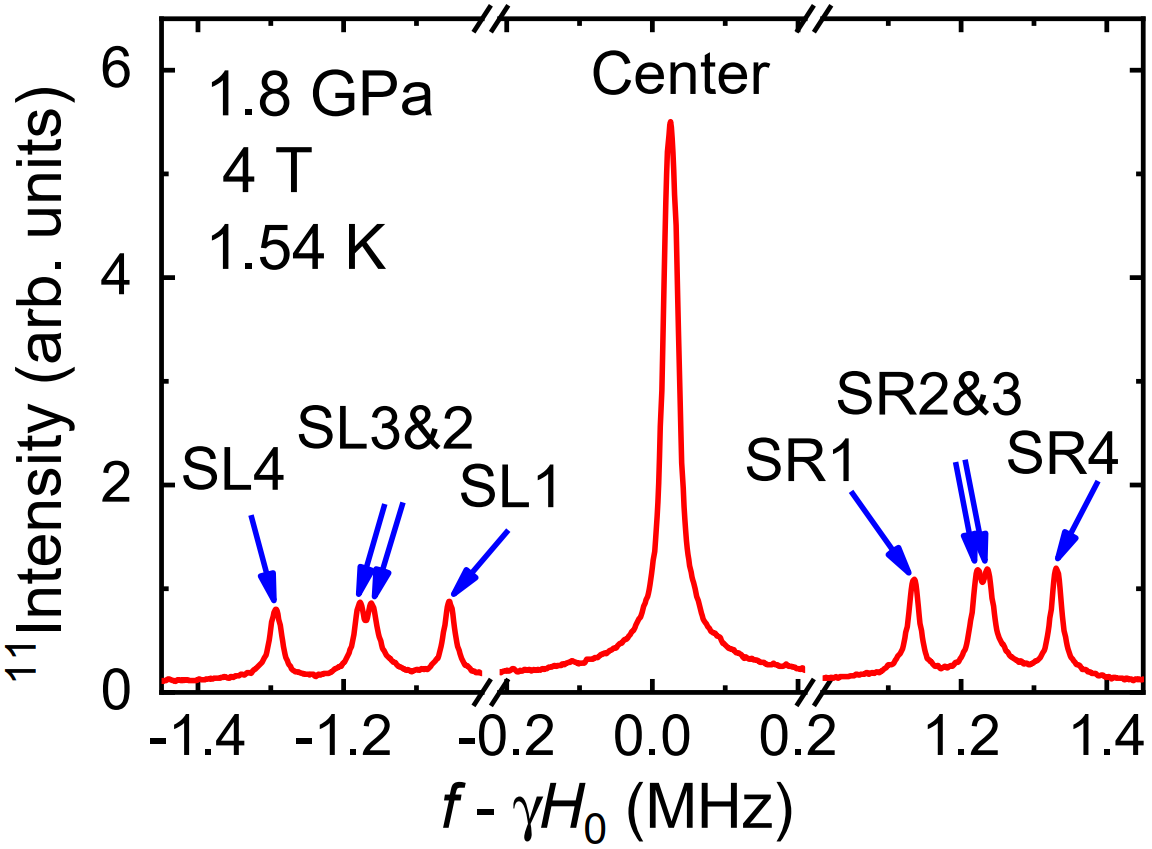 1.8 GPa
4 T
1.54 K
Center
SL4
SL3&2
SL1
SR1
SR2&3
SR4
¹¹Intensity (arb. units)
6
4
2
0
-1.4 -1.2 -0.2 0.0 0.2 1.2 1.4
f - γH₀ (MHz)